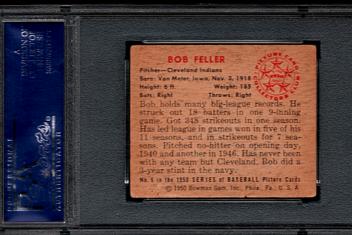 BOB FELLER
Pitcher—Cleveland Indians
Born: Van Meter, Iowa, Nov. 3, 1918
Height: 6 ft. Weight: 185
Bats: Right Throws: Right
Bob holds many big-league records. He
struck out 18 batters in one 9-inning
game. Got 348 strikeouts in one season.
Has led league in games won in five of his
11 seasons, and in strikeouts for 7 sea-
sons. Pitched no-hitter on opening day,
1940 and another in 1946. Has never been
with any team but Cleveland. Bob did a
3-year stint in the navy.
No. 6 in the 1950 SERIES OF BASEBALL Picture Cards
© 1950 Bowman Gum, Inc., Phila., Pa., U. S. A.
PICTURE CARD
COLLECTORS CLUB